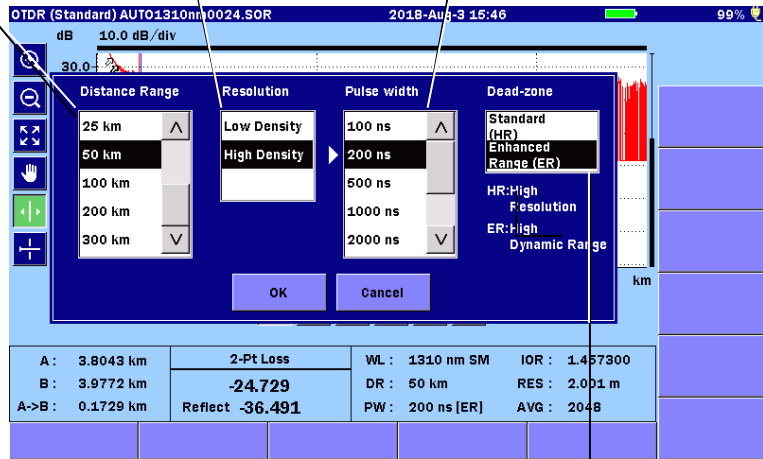 OTDR (Standard) AUTO1310nm0024.SOR 2018-Aug-3 15:46 99%
dB 10.0 dB/div
30.0
Distance Range Resolution Pulse width Dead-zone
25 km
50 km
100 km
200 km
300 km
Low Density
High Density
100 ns
200 ns
500 ns
1000 ns
2000 ns
Standard
(HR)
Enhanced
Range (ER)
HR:High
Resolution
ER:High
Dynamic Range
OK Cancel
km
A : 3.8043 km
B : 3.9772 km
A->B : 0.1729 km
2-Pt Loss
-24.729
Reflect -36.491
WL : 1310 nm SM IOR : 1.457300
DR : 50 km RES : 2.001 m
PW : 200 ns [ER] AVG : 2048